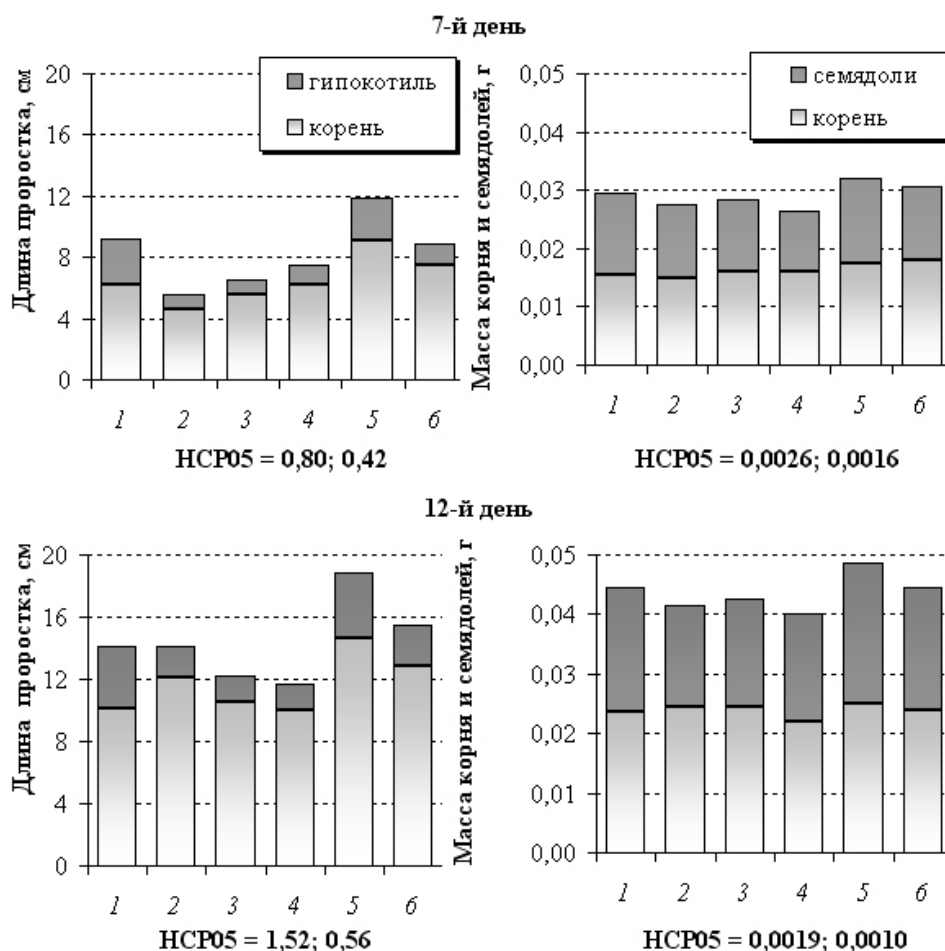 7-й день
Длина проростка, см
20
16
12
8
4
0
гипокотиль
корень
1 2 3 4 5 6
НСР05 = 0,80; 0,42
Масса корня и семядолей, г
0,05
0,04
0,03
0,02
0,01
0,00
семядоли
корень
1 2 3 4 5 6
НСР05 = 0,0026; 0,0016
12-й день
Длина проростка, см
20
16
12
8
4
0
1 2 3 4 5 6
НСР05 = 1,52; 0,56
Масса корня и семядолей, г
0,05
0,04
0,03
0,02
0,01
0,00
1 2 3 4 5 6
НСР05 = 0,0019; 0,0010